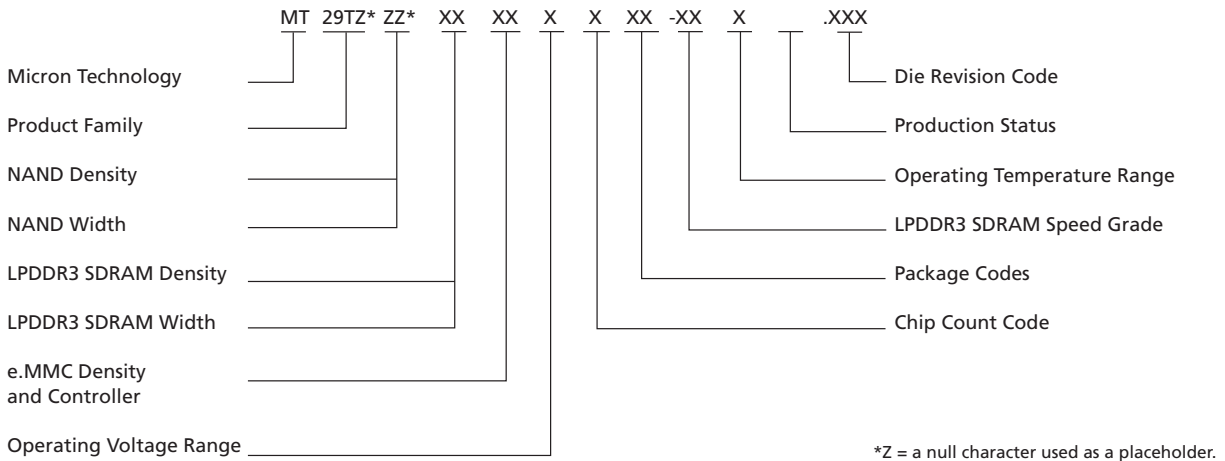 MT 29TZ* ZZ* XX XX X X XX -XX X .XXX
Micron Technology
Product Family
NAND Density
NAND Width
LPDDR3 SDRAM Density
LPDDR3 SDRAM Width
e.MMC Density
and Controller
Operating Voltage Range
Die Revision Code
Production Status
Operating Temperature Range
LPDDR3 SDRAM Speed Grade
Package Codes
Chip Count Code
*Z = a null character used as a placeholder.